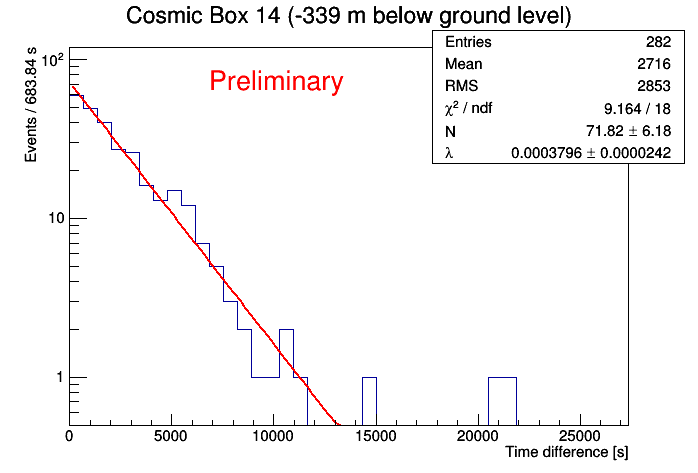 Cosmic Box 14 (-339 m below ground level)
Entries 282
Mean 2716
RMS 2853
χ² / ndf 9.164 / 18
N 71.82 ± 6.18
λ 0.0003796 ± 0.0000242
Preliminary
Events / 683.84 s
10²
10
1
0 5000 10000 15000 20000 25000
Time difference [s]